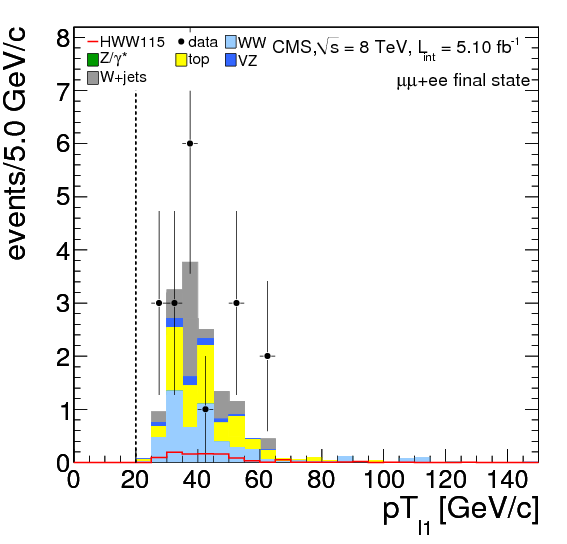 HWW115 data WW CMS,√s = 8 TeV, L_int = 5.10 fb⁻¹
Z/γ* top VZ
W+jets μμ+ee final state
events/5.0 GeV/c
8
7
6
5
4
3
2
1
0
0 20 40 60 80 100 120 140
pT_l1 [GeV/c]